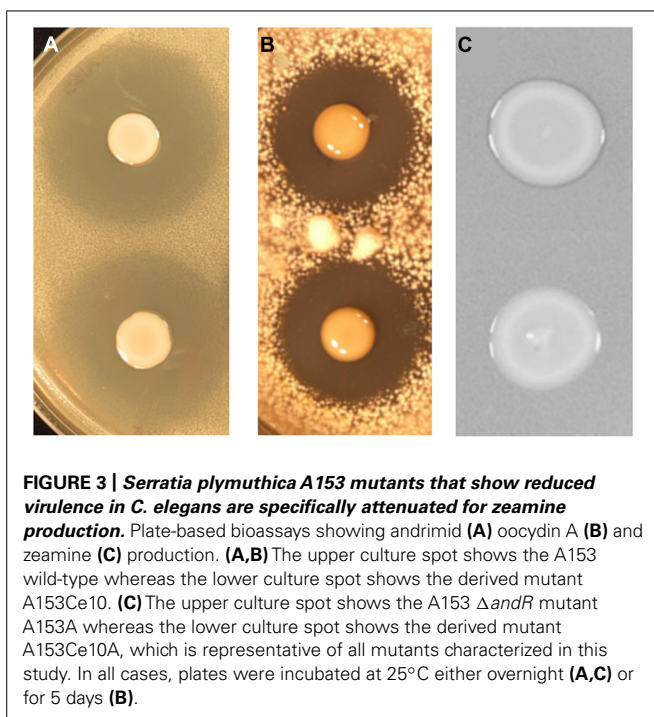 A
B
C
FIGURE 3 | Serratia plymuthica A153 mutants that show reduced
virulence in C. elegans are specifically attenuated for zeamine
production. Plate-based bioassays showing andrimid (A) oocydin A (B) and
zeamine (C) production. (A,B) The upper culture spot shows the A153
wild-type whereas the lower culture spot shows the derived mutant
A153Ce10. (C) The upper culture spot shows the A153 ΔandR mutant
A153A whereas the lower culture spot shows the derived mutant
A153Ce10A, which is representative of all mutants characterized in this
study. In all cases, plates were incubated at 25°C either overnight (A,C) or
for 5 days (B).